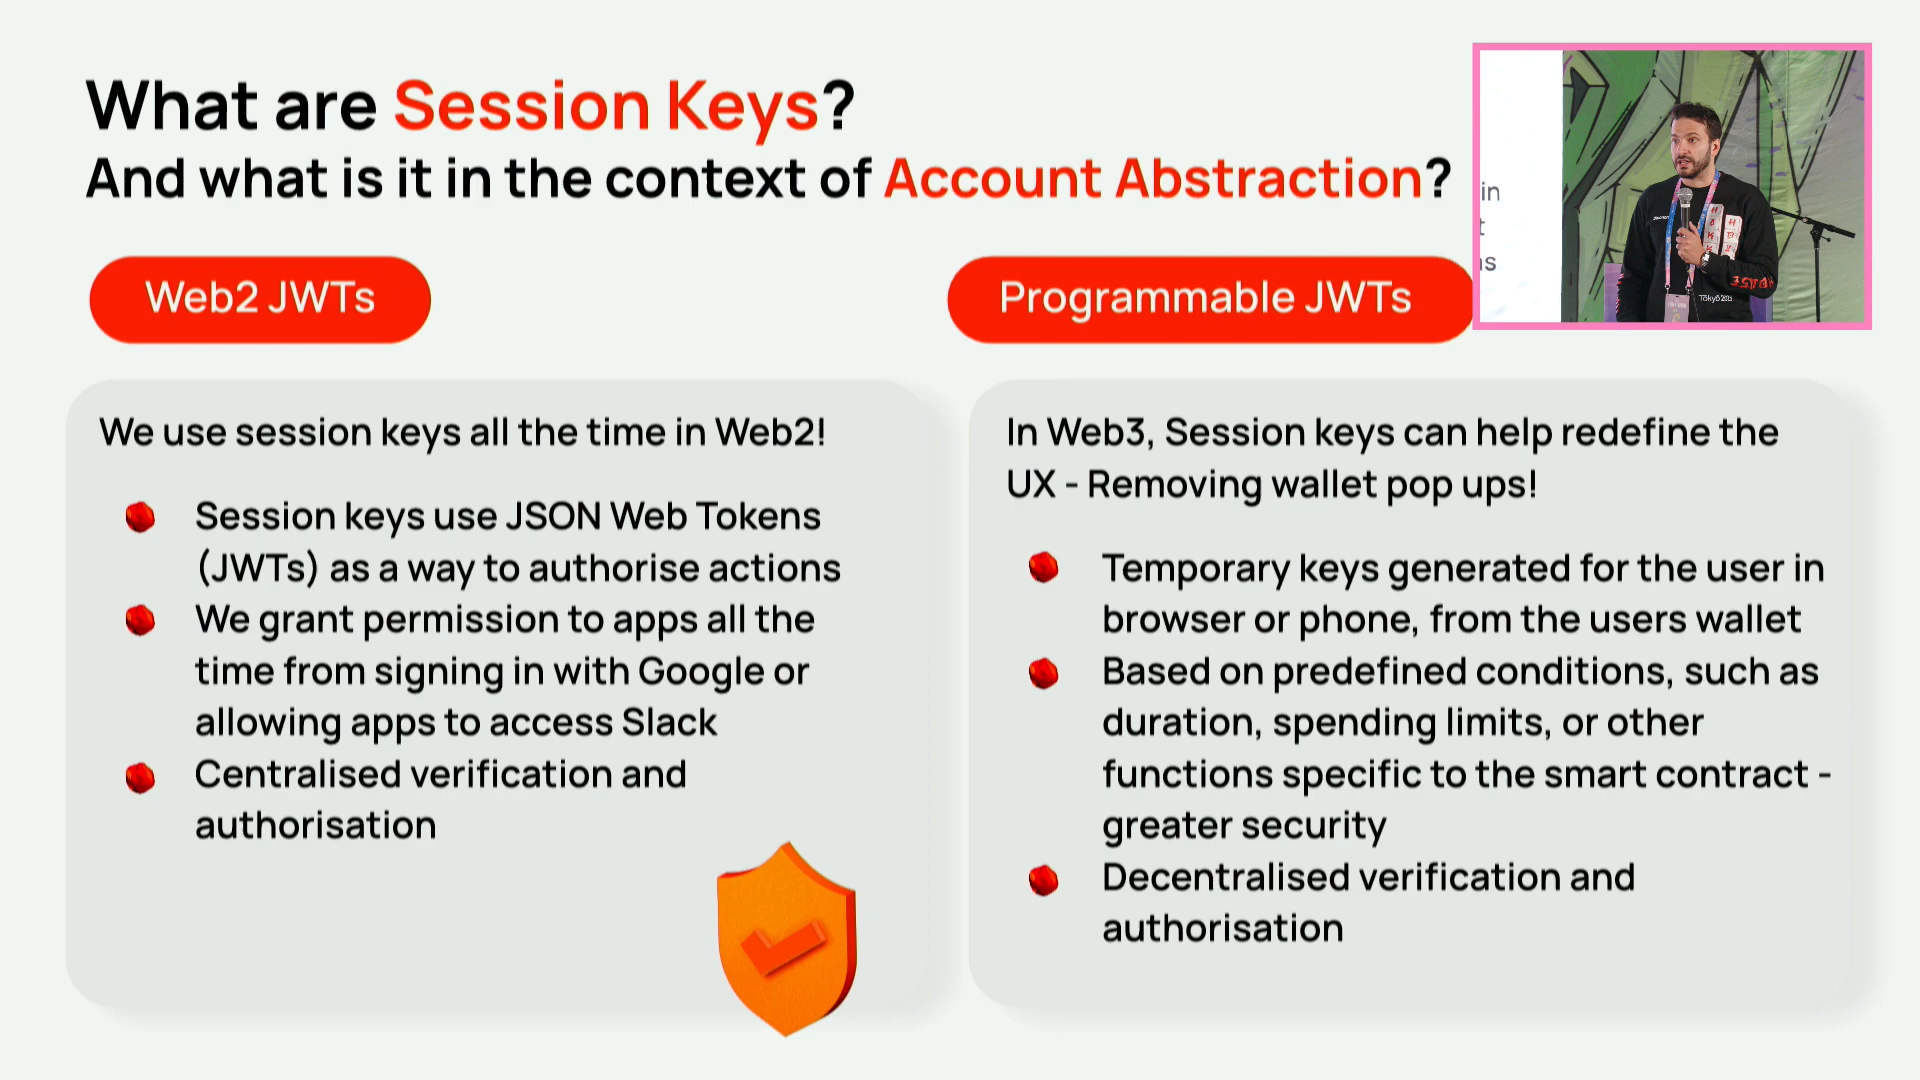 What are Session Keys?
And what is it in the context of Account Abstraction?
Web2 JWTs
Programmable JWTs
We use session keys all the time in Web2!
Session keys use JSON Web Tokens
(JWTs) as a way to authorise actions
We grant permission to apps all the
time from signing in with Google or
allowing apps to access Slack
Centralised verification and
authorisation
In Web3, Session keys can help redefine the
UX - Removing wallet pop ups!
Temporary keys generated for the user in
browser or phone, from the users wallet
Based on predefined conditions, such as
duration, spending limits, or other
functions specific to the smart contract -
greater security
Decentralised verification and
authorisation
in